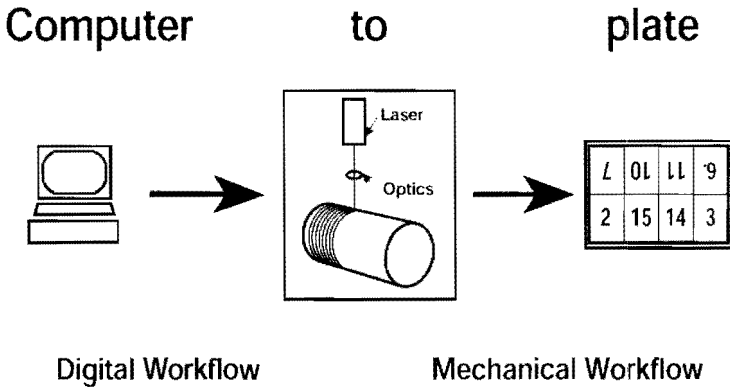 Computer to plate
Laser
Optics
7 10 11 6.
2 15 14 3
Digital Workflow
Mechanical Workflow